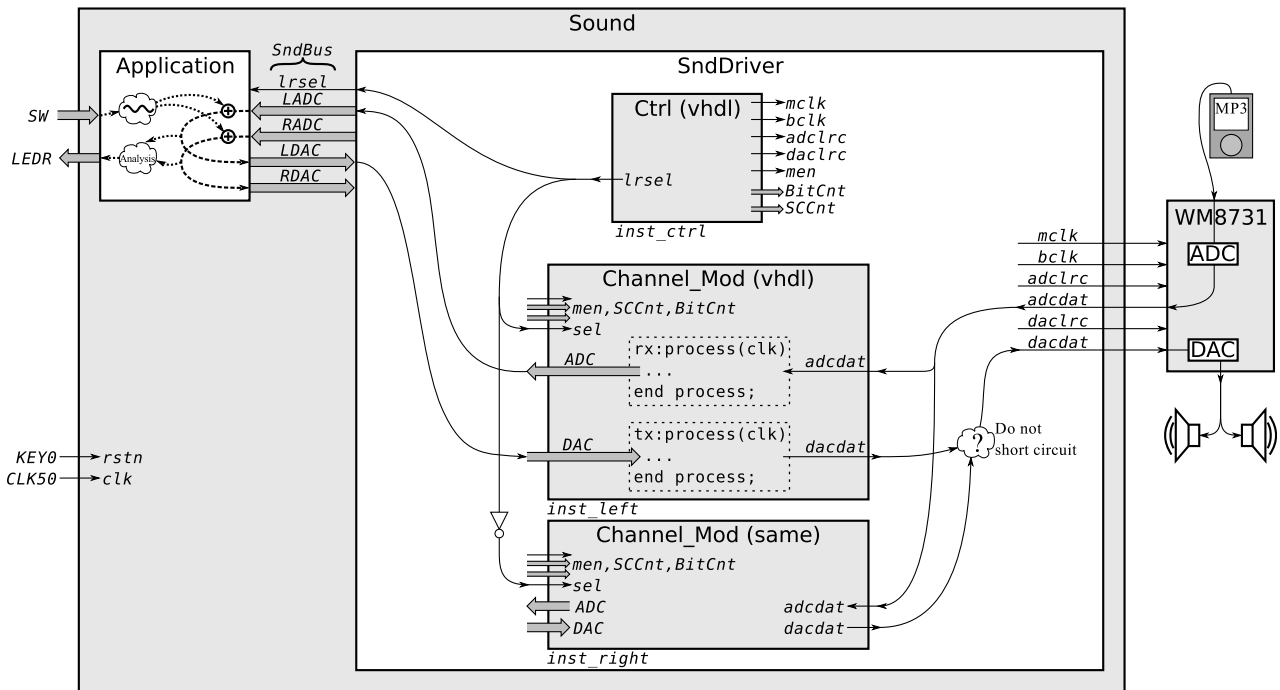 Sound
Application
SW
LEDR
Analysis
SndBus
lrsel
LADC
RADC
LDAC
RDAC
SndDriver
Ctrl (vhdl)
lrsel
mclk
bclk
adclrc
daclrc
men
BitCnt
SCCnt
inst_ctrl
Channel_Mod (vhdl)
men,SCCnt,BitCnt
sel
ADC
rx:process(clk)
...
end process;
adcdat
DAC
tx:process(clk)
...
end process;
dacdat
inst_left
Channel_Mod (same)
men,SCCnt,BitCnt
sel
ADC
DAC
adcdat
dacdat
inst_right
?
Do not
short circuit
mclk
bclk
adclrc
adcdat
daclrc
dacdat
MP3
WM8731
ADC
DAC
KEY0
rstn
CLK50
clk